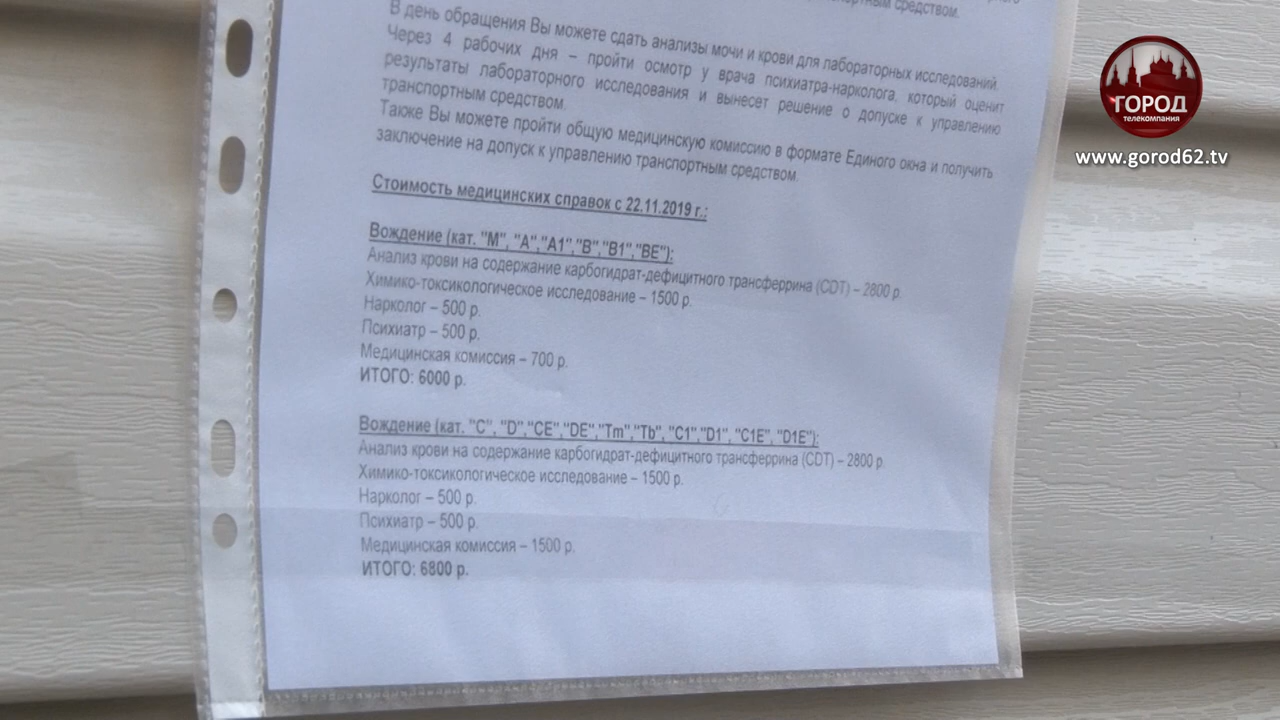 транспортным средством.
В день обращения Вы можете сдать анализы мочи и крови для лабораторных исследований.
Через 4 рабочих дня – пройти осмотр у врача психиатра-нарколога, который оценит
результаты лабораторного исследования и вынесет решение о допуске к управлению
транспортным средством.
Также Вы можете пройти общую медицинскую комиссию в формате Единого окна и получить
заключение на допуск к управлению транспортным средством.
Стоимость медицинских справок с 22.11.2019 г.:
Вождение (кат. "М", "А","А1","В","В1","ВЕ"):
Анализ крови на содержание карбогидрат-дефицитного трансферрина (CDT) – 2800 р.
Химико-токсикологическое исследование – 1500 р.
Нарколог – 500 р.
Психиатр – 500 р.
Медицинская комиссия – 700 р.
ИТОГО: 6000 р.
Вождение (кат. "С", "D","CE","DE","Tm","Tb", "C1","D1", "C1E", "D1E"):
Анализ крови на содержание карбогидрат-дефицитного трансферрина (CDT) – 2800 р.
Химико-токсикологическое исследование – 1500 р.
Нарколог – 500 р.
Психиатр – 500 р.
Медицинская комиссия – 1500 р.
ИТОГО: 6800 р.
ГОРОД
телекомпания
www.gorod62.tv